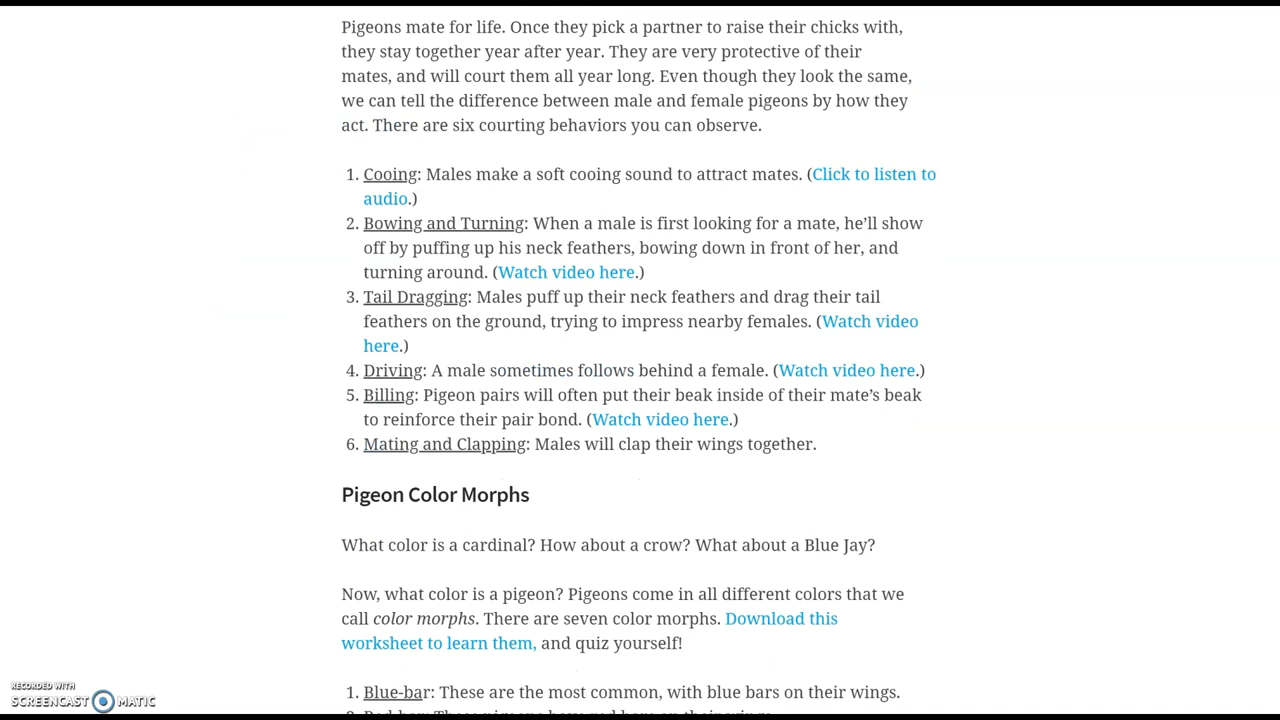 Pigeons mate for life. Once they pick a partner to raise their chicks with,
they stay together year after year. They are very protective of their
mates, and will court them all year long. Even though they look the same,
we can tell the difference between male and female pigeons by how they
act. There are six courting behaviors you can observe.
1. Cooing: Males make a soft cooing sound to attract mates. (Click to listen to
audio.)
2. Bowing and Turning: When a male is first looking for a mate, he’ll show
off by puffing up his neck feathers, bowing down in front of her, and
turning around. (Watch video here.)
3. Tail Dragging: Males puff up their neck feathers and drag their tail
feathers on the ground, trying to impress nearby females. (Watch video
here.)
4. Driving: A male sometimes follows behind a female. (Watch video here.)
5. Billing: Pigeon pairs will often put their beak inside of their mate’s beak
to reinforce their pair bond. (Watch video here.)
6. Mating and Clapping: Males will clap their wings together.
Pigeon Color Morphs
What color is a cardinal? How about a crow? What about a Blue Jay?
Now, what color is a pigeon? Pigeons come in all different colors that we
call color morphs. There are seven color morphs. Download this
worksheet to learn them, and quiz yourself!
1. Blue-bar: These are the most common, with blue bars on their wings.
RECORDED WITH
SCREENCAST MATIC